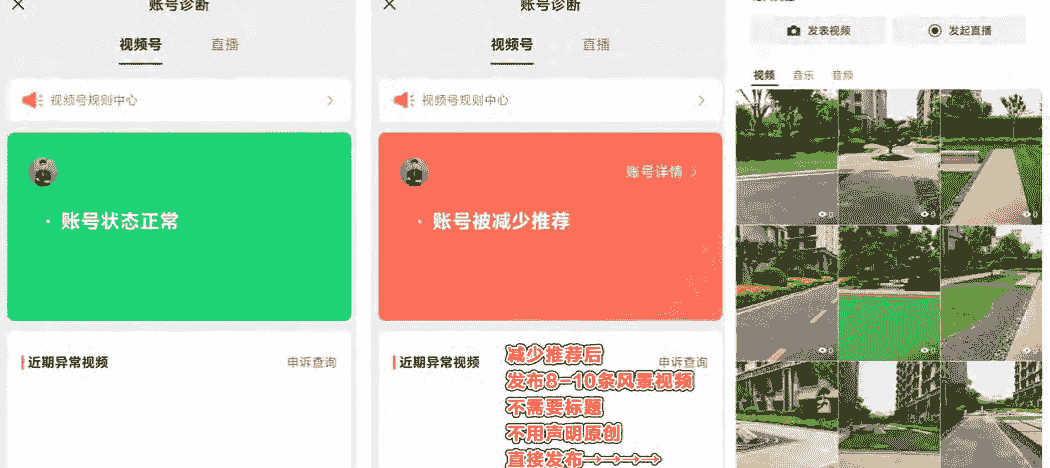 账号诊断
视频号
直播
视频号规则中心
账号状态正常
近期异常视频
申诉查询
账号诊断
视频号
直播
视频号规则中心
账号详情
账号被减少推荐
近期异常视频
申诉查询
减少推荐后
发布8-10条风景视频
不需要标题
不用声明原创
直接发布→→→→
发表视频
发起直播
视频
音乐
音频
0
0
0
0
0